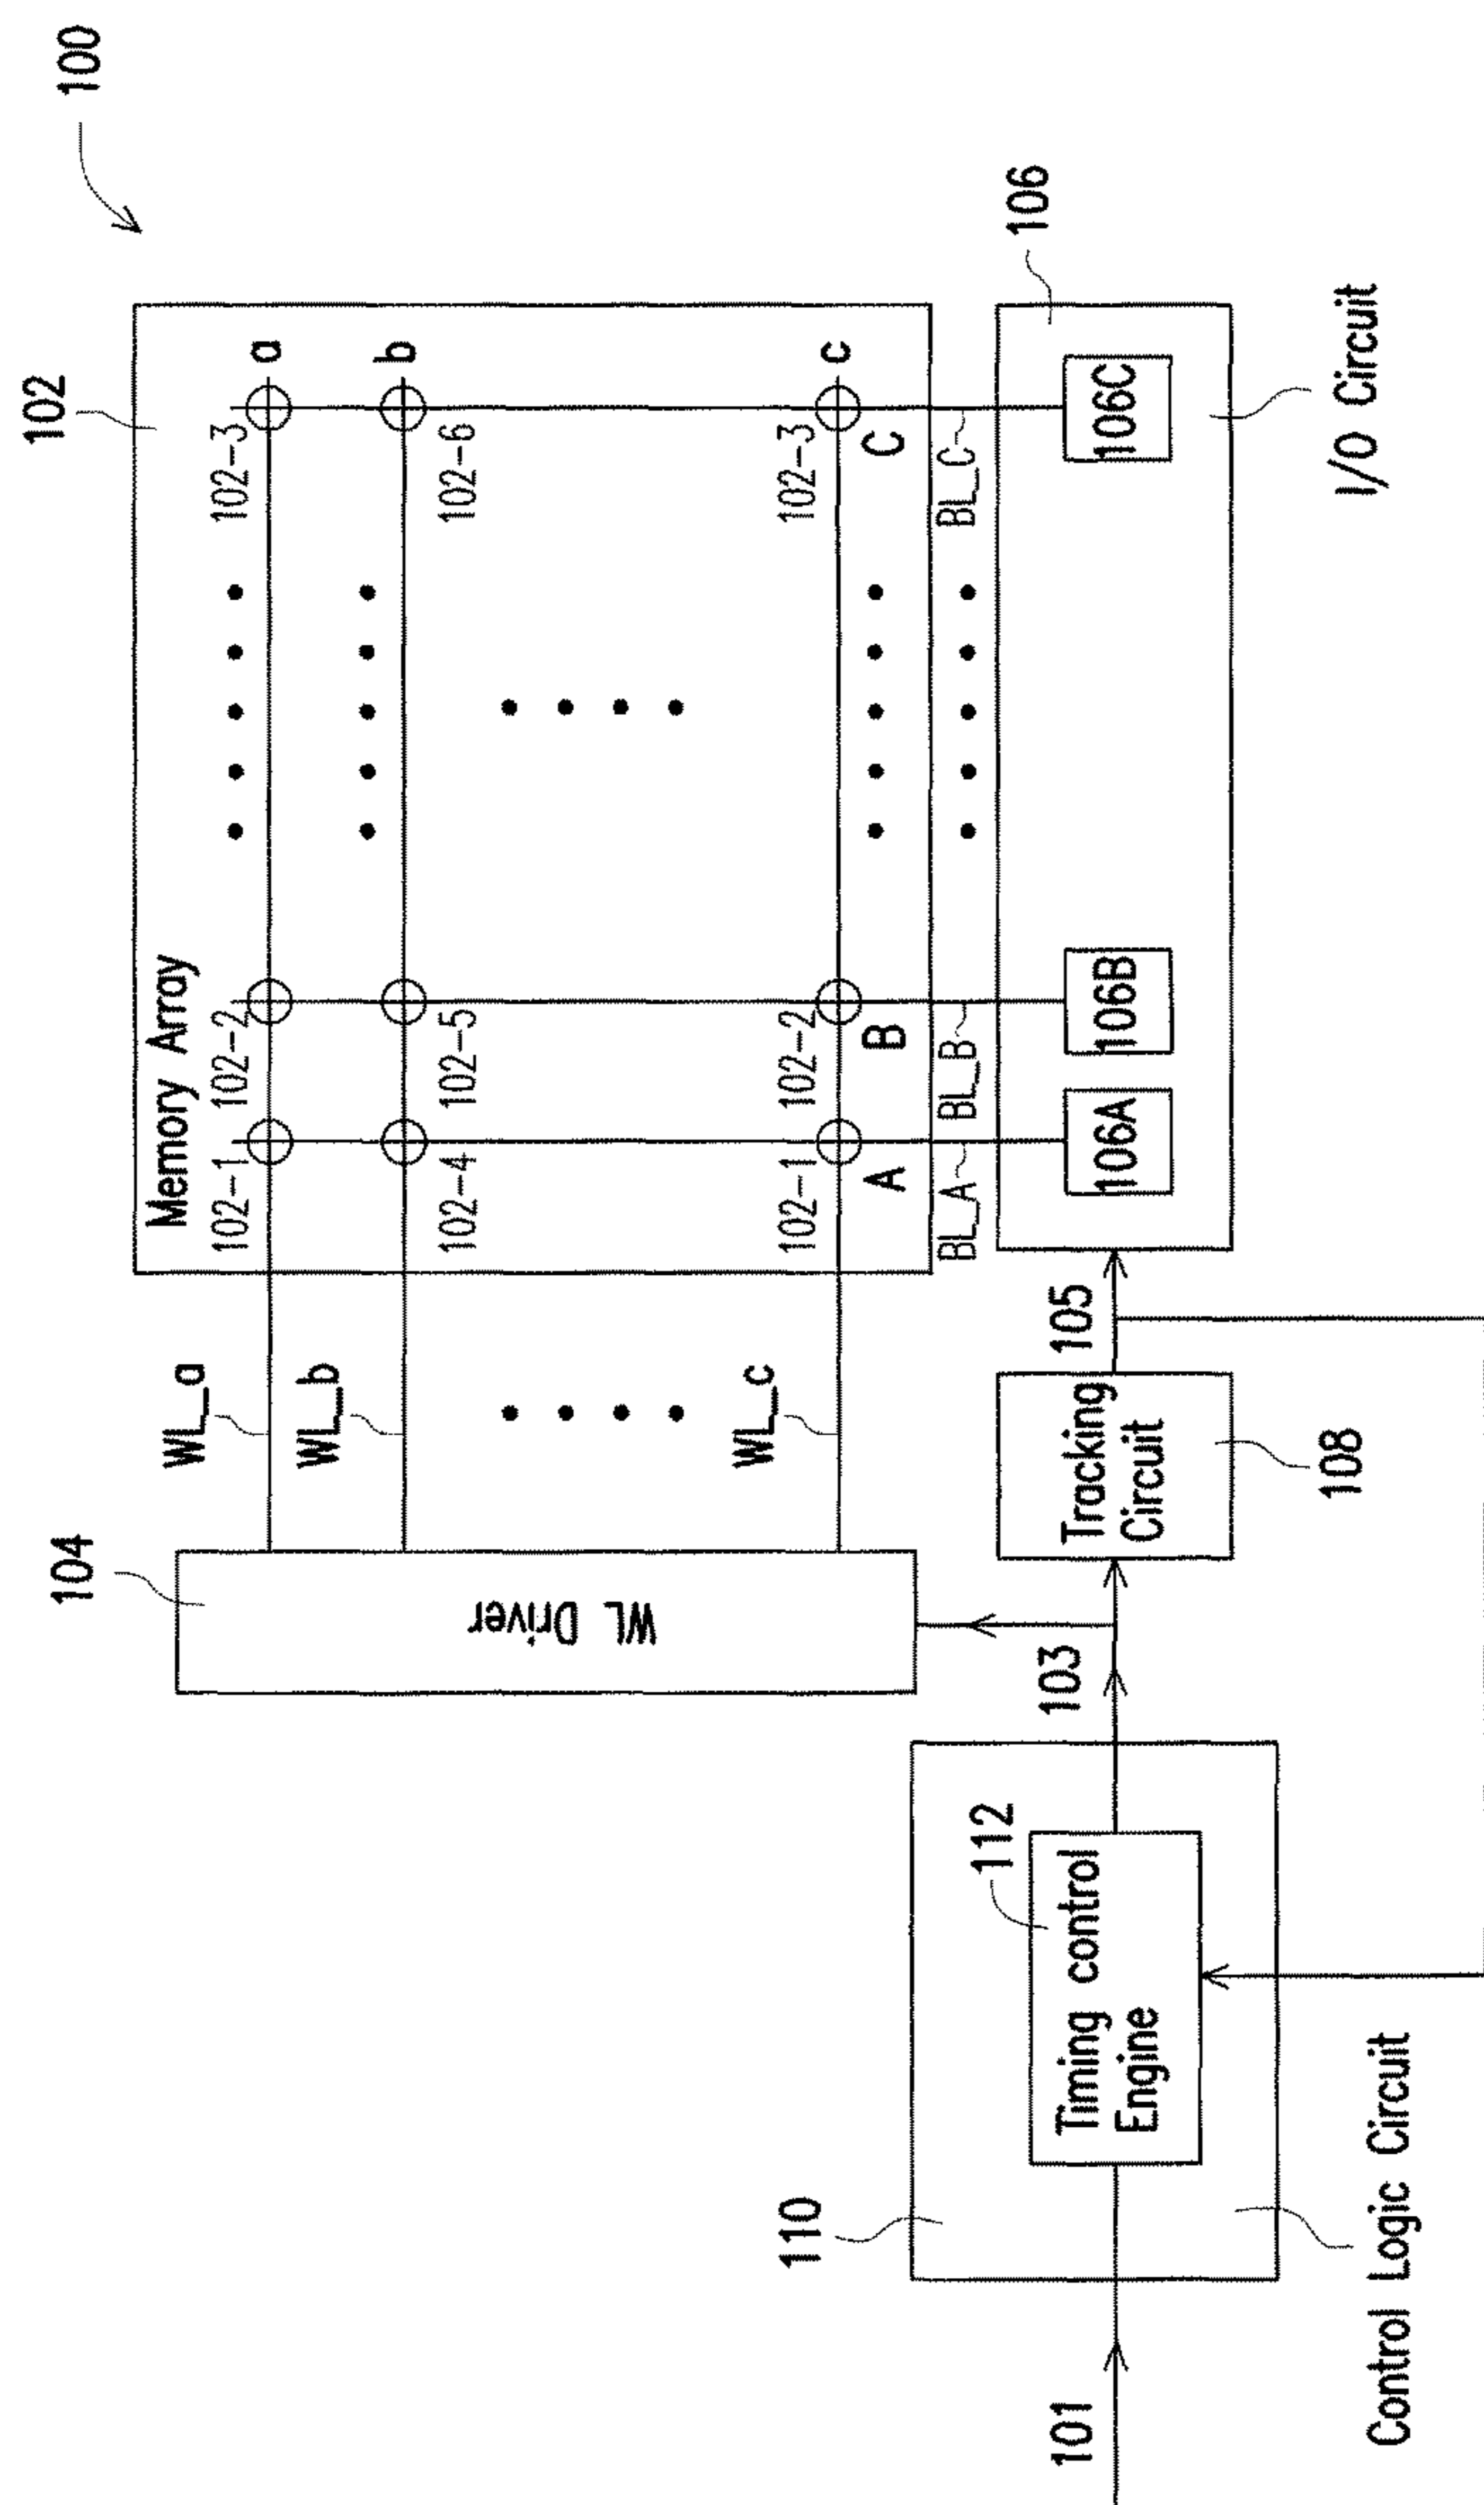 100
102
Memory Array
102-1
102-2
102-3
a
102-4
102-5
102-6
b
102-1
102-2
102-3
c
A
B
C
WL_a
WL_b
WL_c
104
WL Driver
BL_A
BL_B
BL_C
106
106A
106B
106C
I/O Circuit
105
Tracking
Circuit
108
103
110
112
Timing control
Engine
101
Control Logic Circuit